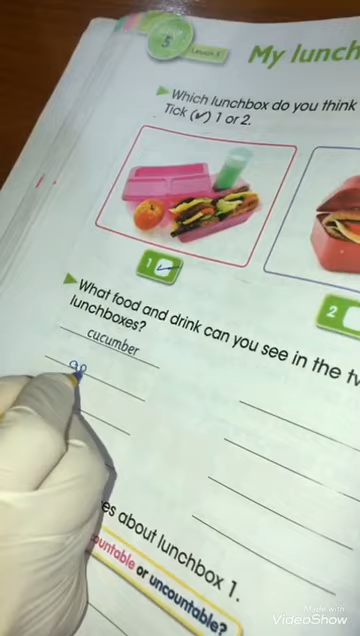 5
Lesson 1
My lunch
Which lunchbox do you think
Tick (✓) 1 or 2.
1 ✓
2
What food and drink can you see in the tw
lunchboxes?
cucumber
es about lunchbox 1.
ountable or uncountable?
Made with
VideoShow